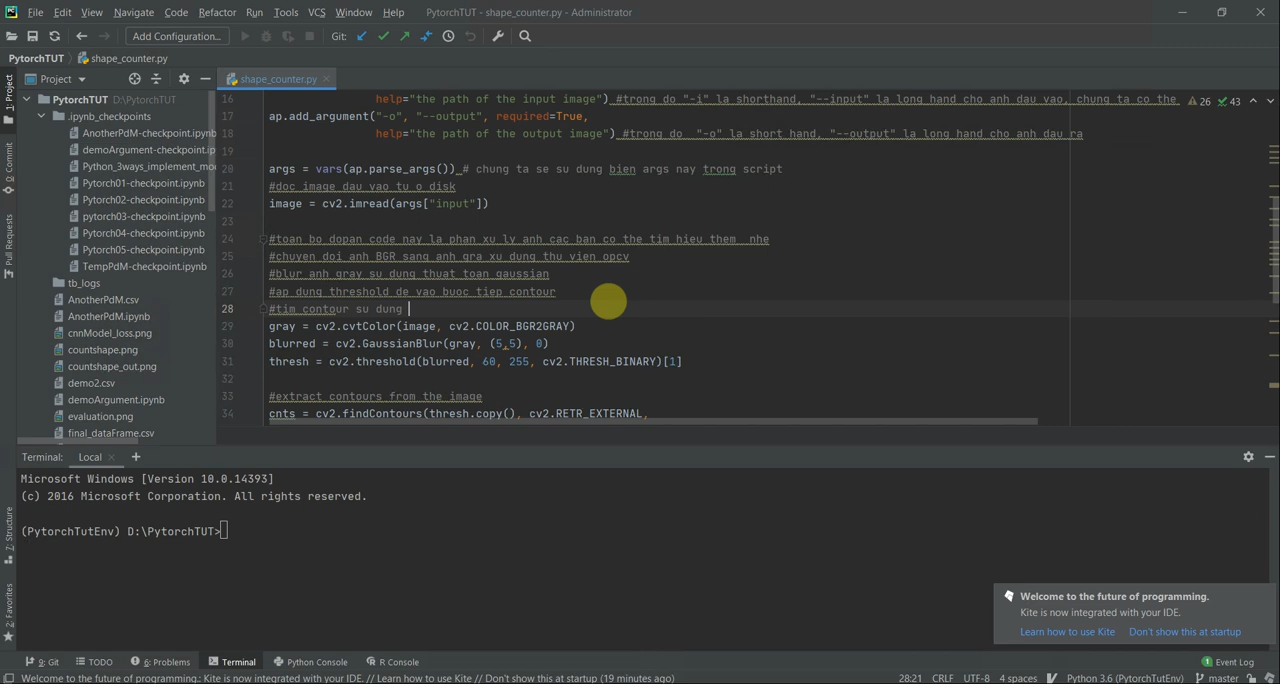 File Edit View Navigate Code Refactor Run Tools VCS Window Help PytorchTUT - shape_counter.py - Administrator
Add Configuration... Git:
PytorchTUT shape_counter.py
Project shape_counter.py
PytorchTUT D:\PytorchTUT
.ipynb_checkpoints
AnotherPdM-checkpoint.ipynb
demoArgument-checkpoint.ip
Python_3ways_implement_mo
Pytorch01-checkpoint.ipynb
Pytorch02-checkpoint.ipynb
pytorch03-checkpoint.ipynb
Pytorch04-checkpoint.ipynb
Pytorch05-checkpoint.ipynb
TempPdM-checkpoint.ipynb
tb_logs
AnotherPdM.csv
AnotherPdM.ipynb
cnnModel_loss.png
countshape.png
countshape_out.png
demo2.csv
demoArgument.ipynb
evaluation.png
final_dataFrame.csv
1: Project
Commit
Pull Requests
7: Structure
2: Favorites
16 help="the path of the input image") #trong do "-i" la shorthand, "--input" la long hand cho anh dau vao, chung ta co the 26 43
17 ap.add_argument("-o", "--output", required=True,
18 help="the path of the output image") #trong do "-o" la short hand, "--output" la long hand cho anh dau ra
19
20 args = vars(ap.parse_args()) # chung ta se su dung bien args nay trong script
21 #doc image dau vao tu o disk
22 image = cv2.imread(args["input"])
23
24 #toan bo dopan code nay la phan xu ly anh cac ban co the tim hieu them nhe
25 #chuyen doi anh BGR sang anh gra xu dung thu vien opcv
26 #blur anh gray su dung thuat toan gaussian
27 #ap dung threshold de vao buoc tiep contour
28 #tim contour su dung
29 gray = cv2.cvtColor(image, cv2.COLOR_BGR2GRAY)
30 blurred = cv2.GaussianBlur(gray, (5,5), 0)
31 thresh = cv2.threshold(blurred, 60, 255, cv2.THRESH_BINARY)[1]
32
33 #extract contours from the image
34 cnts = cv2.findContours(thresh.copy(), cv2.RETR_EXTERNAL,
Terminal: Local +
Microsoft Windows [Version 10.0.14393]
(c) 2016 Microsoft Corporation. All rights reserved.
(PytorchTutEnv) D:\PytorchTUT>
Welcome to the future of programming.
Kite is now integrated with your IDE.
Learn how to use Kite Don't show this at startup
9: Git TODO 6: Problems Terminal Python Console R Console 1 Event Log
Welcome to the future of programming.: Kite is now integrated with your IDE. // Learn how to use Kite // Don't show this at startup (19 minutes ago) 28:21 CRLF UTF-8 4 spaces Python 3.6 (PytorchTutEnv) master